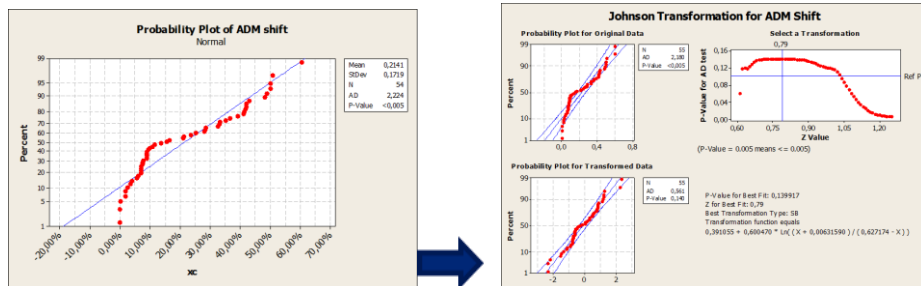 Probability Plot of ADM shift
Normal
Mean 0,2141
StDev 0,1719
N 54
AD 2,224
P-Value <0,005
Percent
99
95
90
80
70
60
50
40
30
20
10
5
1
-20,00%
-10,00%
0,00%
10,00%
20,00%
30,00%
40,00%
50,00%
60,00%
70,00%
xc
Johnson Transformation for ADM Shift
Probability Plot for Original Data
N 55
AD 2,180
P-Value <0,005
Percent
99
90
50
10
1
0,0 0,4 0,8
Select a Transformation
0,79
P-Value for AD test
0,16
0,12
0,08
0,04
0,00
Ref P
0,60 0,75 0,90 1,05 1,20
Z Value
(P-Value = 0.005 means <= 0.005)
Probability Plot for Transformed Data
N 55
AD 0,561
P-Value 0,140
Percent
99
90
50
10
1
-2 0 2
P-Value for Best Fit: 0,139917
Z for Best Fit: 0,79
Best Transformation Type: SB
Transformation function equals
0,391055 + 0,600470 * Ln( ( X + 0,00631590 ) / ( 0,627174 - X ) )